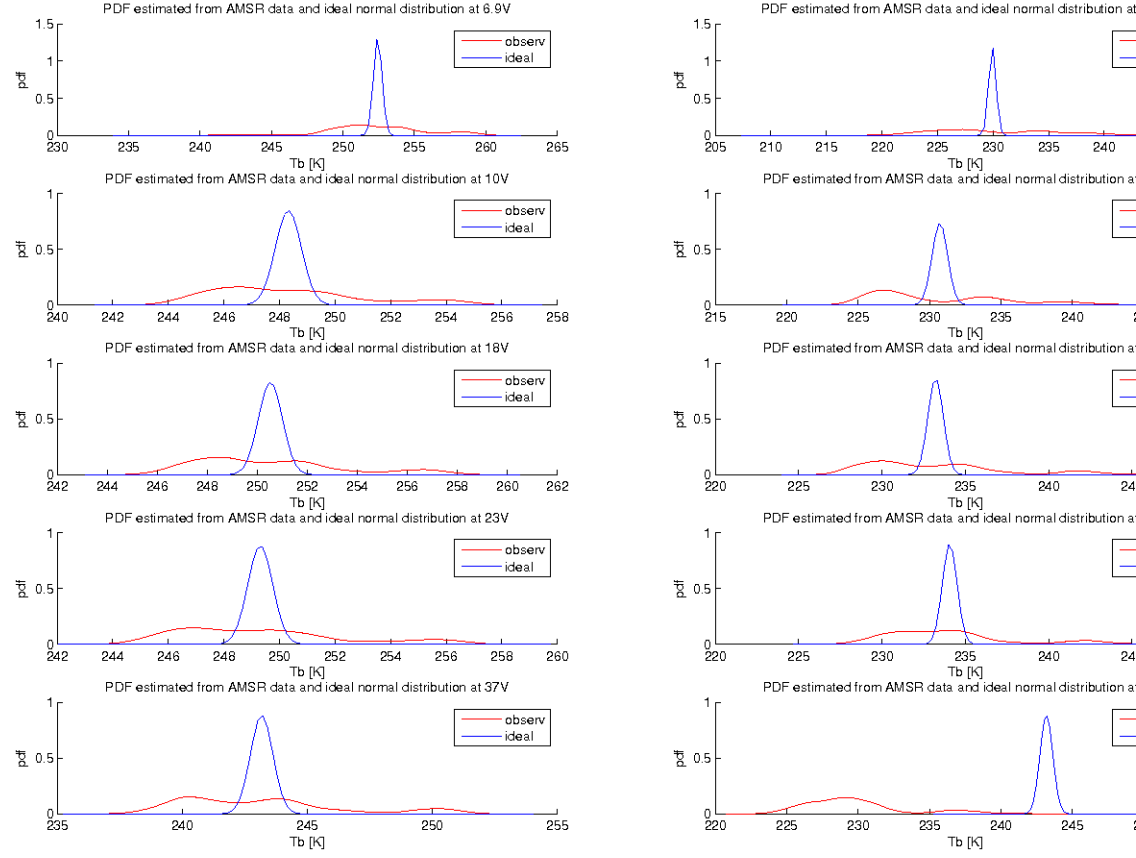 PDF estimated from AMSR data and ideal normal distribution at 6.9V
1.5
1
0.5
0
pdf
observ
ideal
230 235 240 245 250 255 260 265
Tb [K]
PDF estimated from AMSR data and ideal normal distribution at
1.5
1
0.5
0
pdf
205 210 215 220 225 230 235 240
Tb [K]
PDF estimated from AMSR data and ideal normal distribution at 10V
1
0.5
0
pdf
observ
ideal
240 242 244 246 248 250 252 254 256 258
Tb [K]
PDF estimated from AMSR data and ideal normal distribution at
1
0.5
0
pdf
215 220 225 230 235 240
Tb [K]
PDF estimated from AMSR data and ideal normal distribution at 18V
1
0.5
0
pdf
observ
ideal
242 244 246 248 250 252 254 256 258 260 262
Tb [K]
PDF estimated from AMSR data and ideal normal distribution at
1
0.5
0
pdf
220 225 230 235 240
Tb [K]
PDF estimated from AMSR data and ideal normal distribution at 23V
1
0.5
0
pdf
observ
ideal
242 244 246 248 250 252 254 256 258 260
Tb [K]
PDF estimated from AMSR data and ideal normal distribution at
1
0.5
0
pdf
220 225 230 235 240
Tb [K]
PDF estimated from AMSR data and ideal normal distribution at 37V
1
0.5
0
pdf
observ
ideal
235 240 245 250 255
Tb [K]
PDF estimated from AMSR data and ideal normal distribution at
1
0.5
0
pdf
220 225 230 235 240 245
Tb [K]